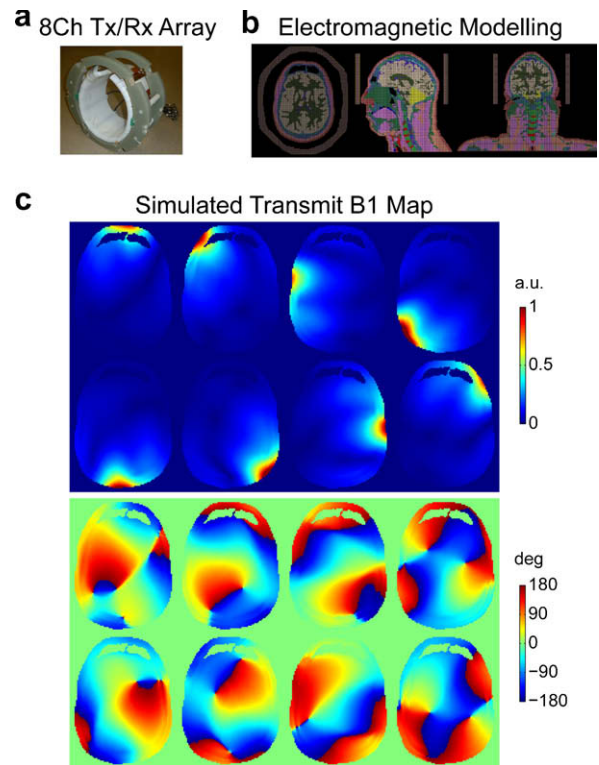 a 8Ch Tx/Rx Array
b Electromagnetic Modelling
c Simulated Transmit B1 Map
a.u.
1
0.5
0
deg
180
90
0
−90
−180